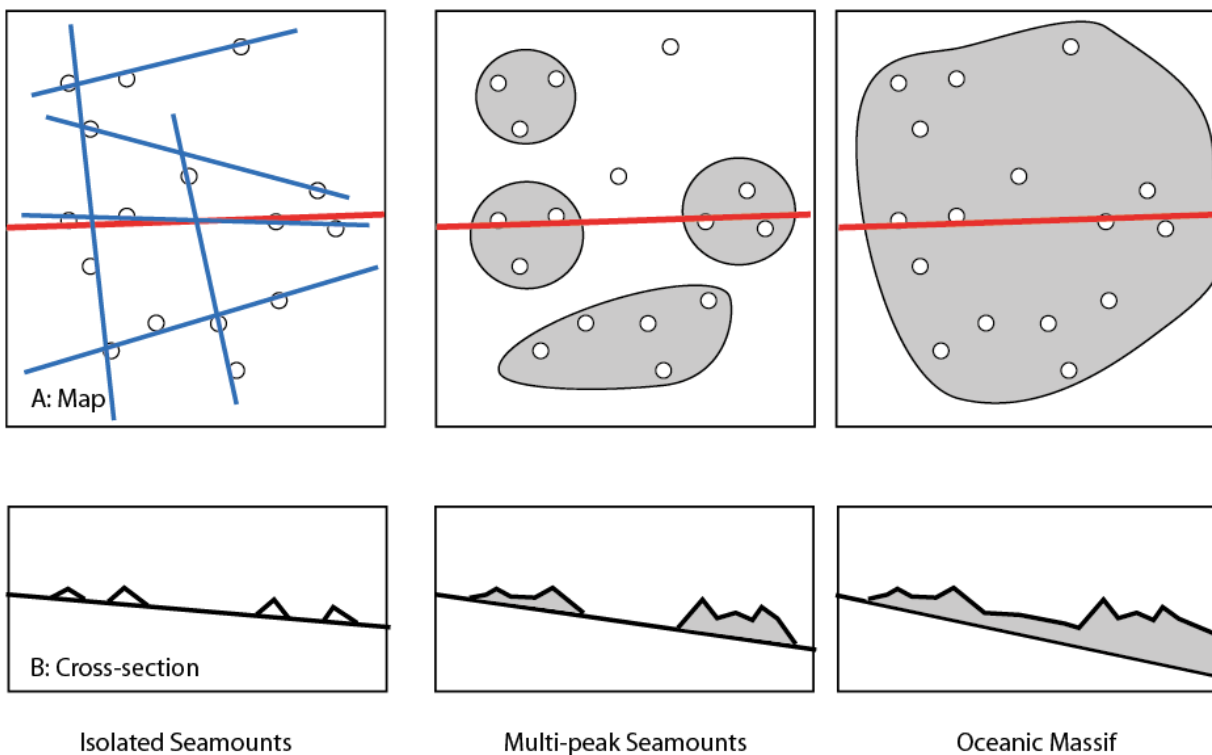 A: Map
B: Cross-section
Isolated Seamounts
Multi-peak Seamounts
Oceanic Massif